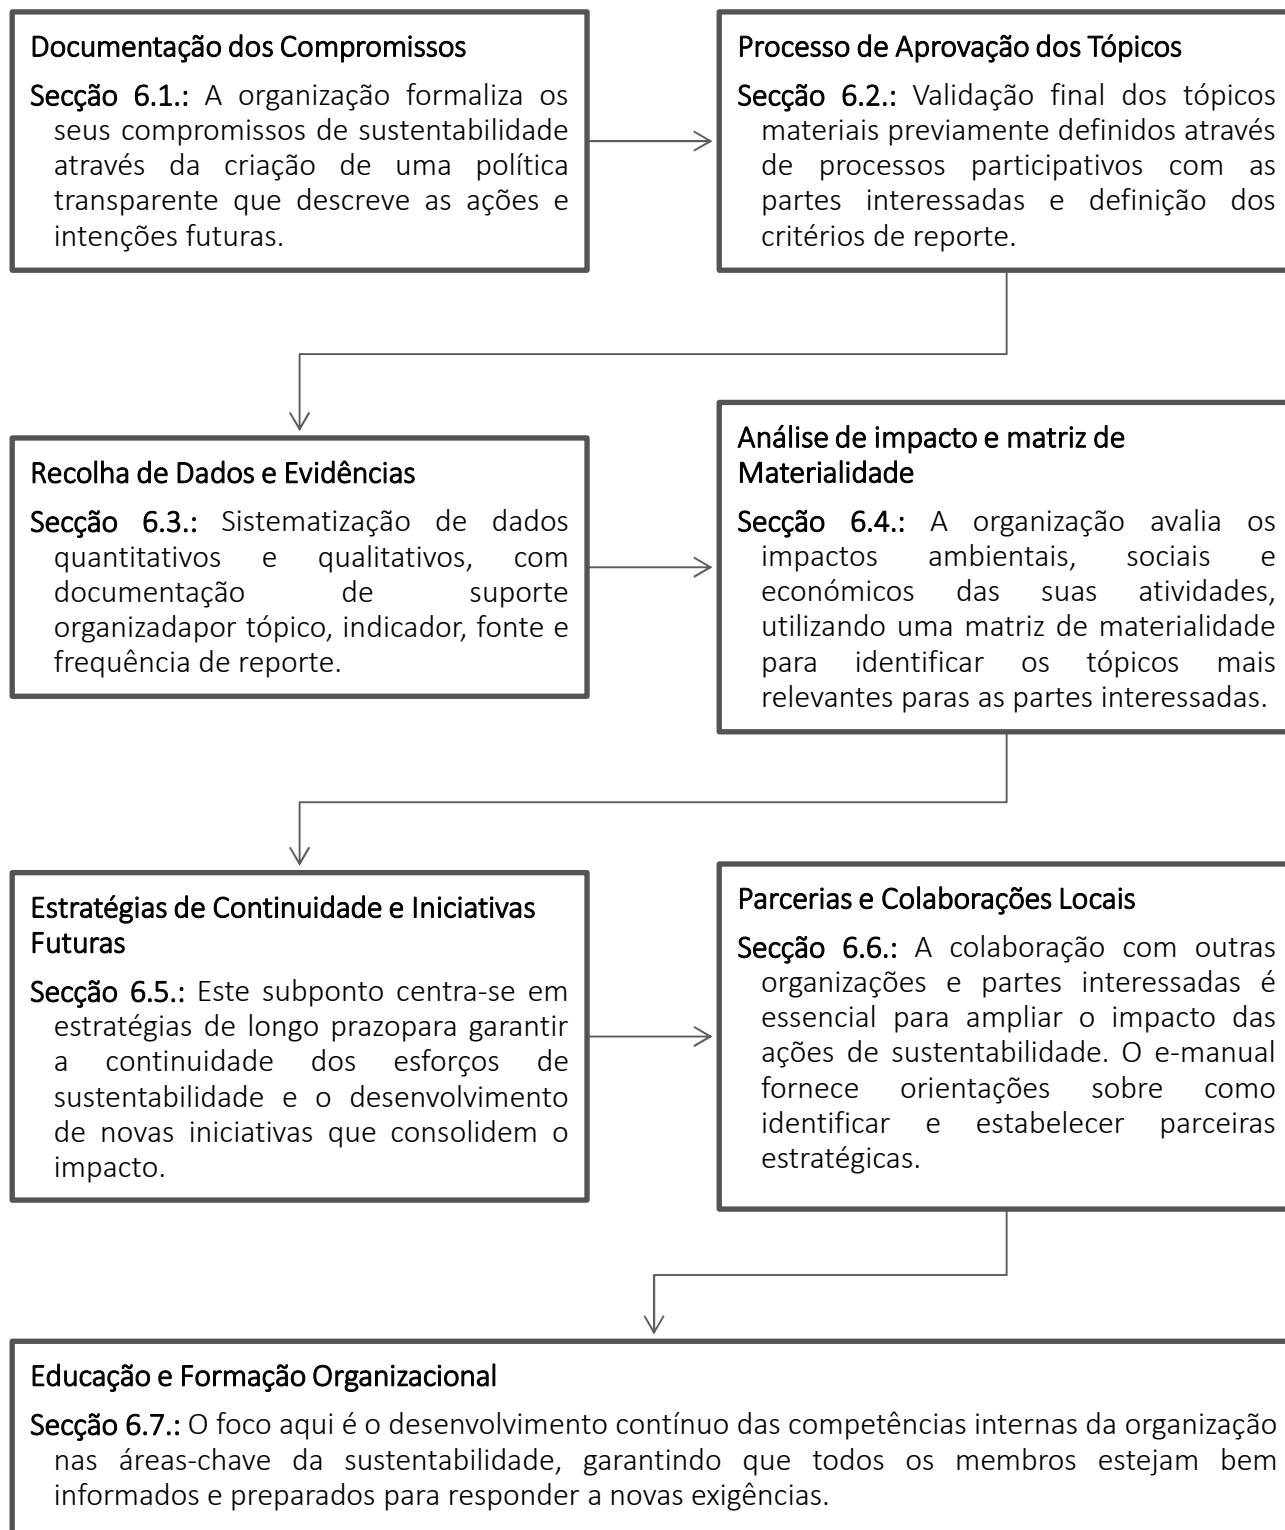 Documentação dos Compromissos
Secção 6.1.: A organização formaliza os
seus compromissos de sustentabilidade
através da criação de uma política
transparente que descreve as ações e
intenções futuras.
Processo de Aprovação dos Tópicos
Secção 6.2.: Validação final dos tópicos
materiais previamente definidos através
de processos participativos com as
partes interessadas e definição dos
critérios de reporte.
Recolha de Dados e Evidências
Secção 6.3.: Sistematização de dados
quantitativos e qualitativos, com
documentação de suporte
organizadapor tópico, indicador, fonte e
frequência de reporte.
Análise de impacto e matriz de
Materialidade
Secção 6.4.: A organização avalia os
impactos ambientais, sociais e
económicos das suas atividades,
utilizando uma matriz de materialidade
para identificar os tópicos mais
relevantes paras as partes interessadas.
Estratégias de Continuidade e Iniciativas
Futuras
Secção 6.5.: Este subponto centra-se em
estratégias de longo prazopara garantir
a continuidade dos esforços de
sustentabilidade e o desenvolvimento
de novas iniciativas que consolidem o
impacto.
Parcerias e Colaborações Locais
Secção 6.6.: A colaboração com outras
organizações e partes interessadas é
essencial para ampliar o impacto das
ações de sustentabilidade. O e-manual
fornece orientações sobre como
identificar e estabelecer parceiras
estratégicas.
Educação e Formação Organizacional
Secção 6.7.: O foco aqui é o desenvolvimento contínuo das competências internas da organização
nas áreas-chave da sustentabilidade, garantindo que todos os membros estejam bem
informados e preparados para responder a novas exigências.